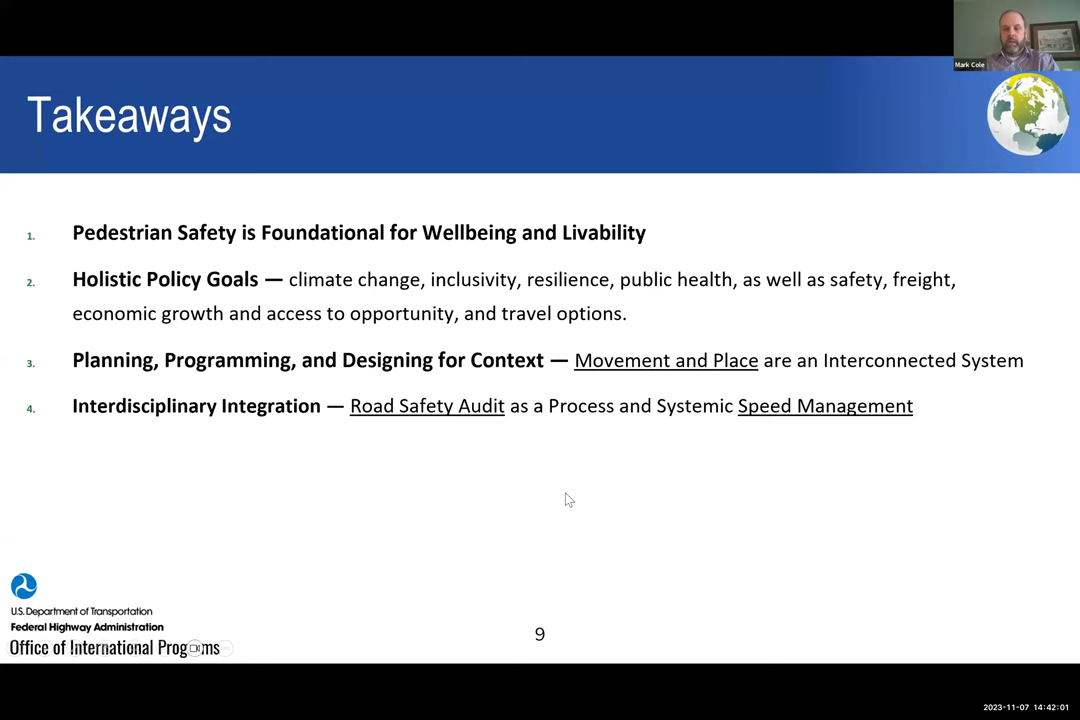 Mark Cole
Takeaways
1. Pedestrian Safety is Foundational for Wellbeing and Livability
2. Holistic Policy Goals — climate change, inclusivity, resilience, public health, as well as safety, freight,
economic growth and access to opportunity, and travel options.
3. Planning, Programming, and Designing for Context — Movement and Place are an Interconnected System
4. Interdisciplinary Integration — Road Safety Audit as a Process and Systemic Speed Management
U.S. Department of Transportation
Federal Highway Administration
Office of International Programs
9
2023-11-07 14:42:01